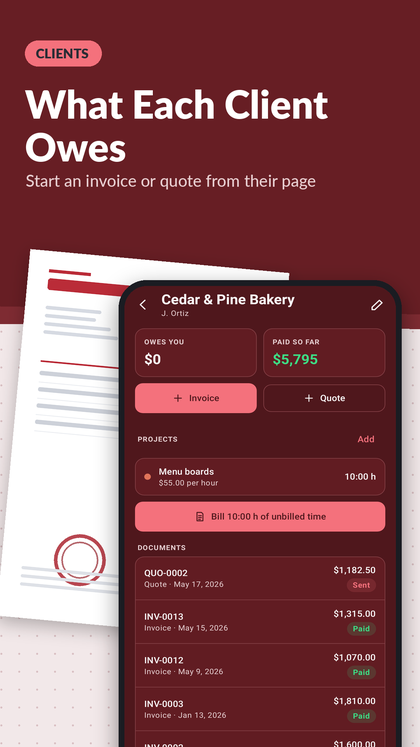 CLIENTS
What Each Client
Owes
Start an invoice or quote from their page
Cedar & Pine Bakery
J. Ortiz
OWES YOU
$0
PAID SO FAR
$5,795
+ Invoice
+ Quote
PROJECTS
Add
Menu boards
$55.00 per hour
10:00 h
Bill 10:00 h of unbilled time
DOCUMENTS
QUO-0002
$1,182.50
Quote · May 17, 2026
Sent
INV-0013
$1,315.00
Invoice · May 15, 2026
Paid
INV-0012
$1,070.00
Invoice · May 9, 2026
Paid
INV-0003
$1,810.00
Invoice · Jan 13, 2026
Paid